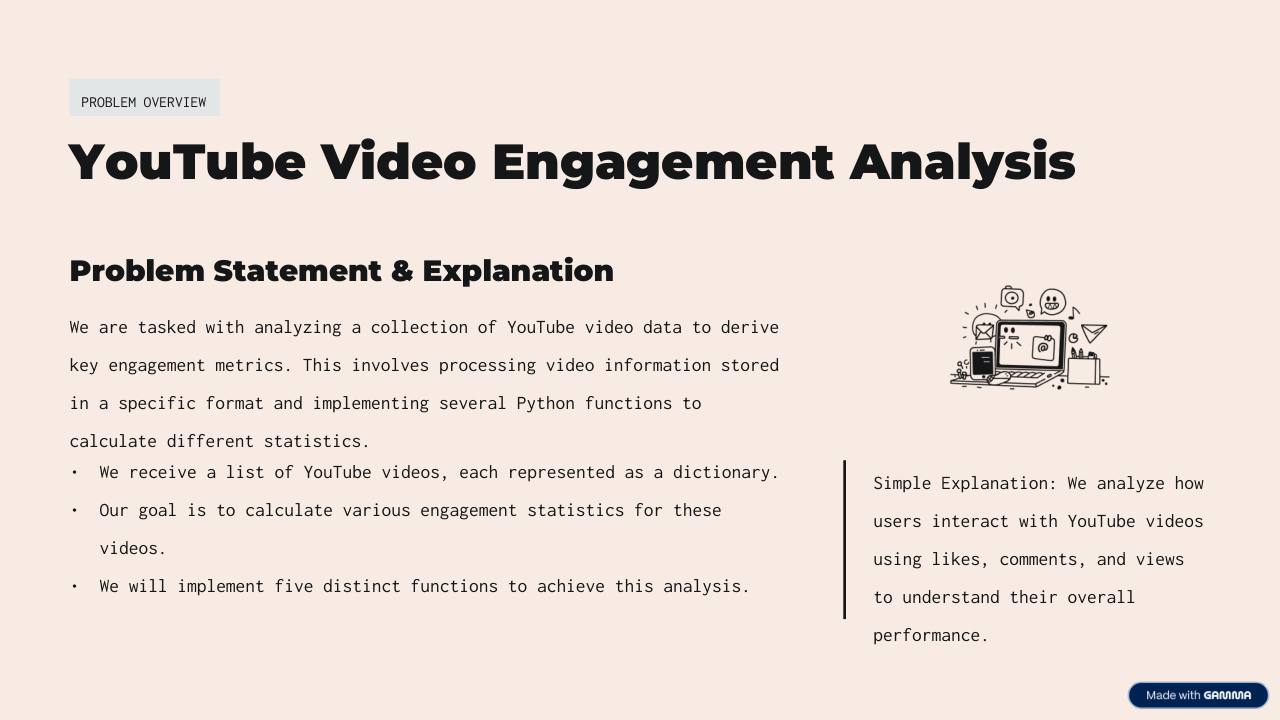 PROBLEM OVERVIEW
YouTube Video Engagement Analysis
Problem Statement & Explanation
We are tasked with analyzing a collection of YouTube video data to derive
key engagement metrics. This involves processing video information stored
in a specific format and implementing several Python functions to
calculate different statistics.
• We receive a list of YouTube videos, each represented as a dictionary.
• Our goal is to calculate various engagement statistics for these
videos.
• We will implement five distinct functions to achieve this analysis.
Simple Explanation: We analyze how
users interact with YouTube videos
using likes, comments, and views
to understand their overall
performance.
Made with GAMMA